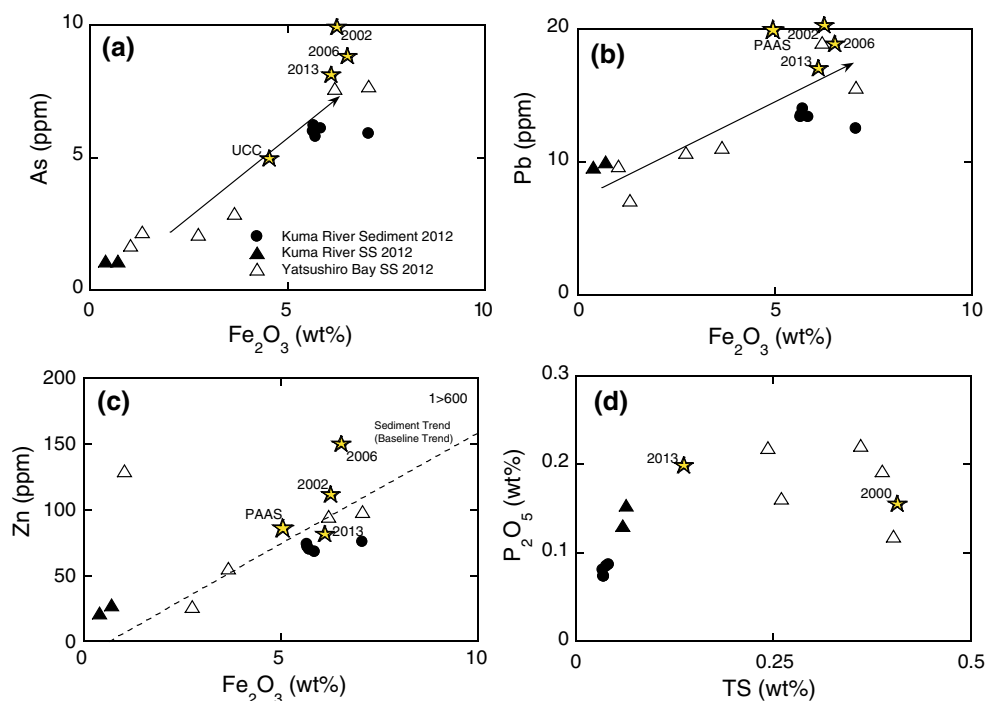 (a)
10
5
0
As (ppm)
2002
2006
2013
UCC
Kuma River Sediment 2012
Kuma River SS 2012
Yatsushiro Bay SS 2012
0 5 10
Fe2O3 (wt%)
(b)
20
10
0
Pb (ppm)
PAAS
2002
2006
2013
0 5 10
Fe2O3 (wt%)
(c)
200
150
100
50
0
Zn (ppm)
1>600
Sediment Trend
(Baseline Trend)
2006
2002
PAAS
2013
0 5 10
Fe2O3 (wt%)
(d)
0.3
0.2
0.1
0
P2O5 (wt%)
2013
2000
0 0.25 0.5
TS (wt%)